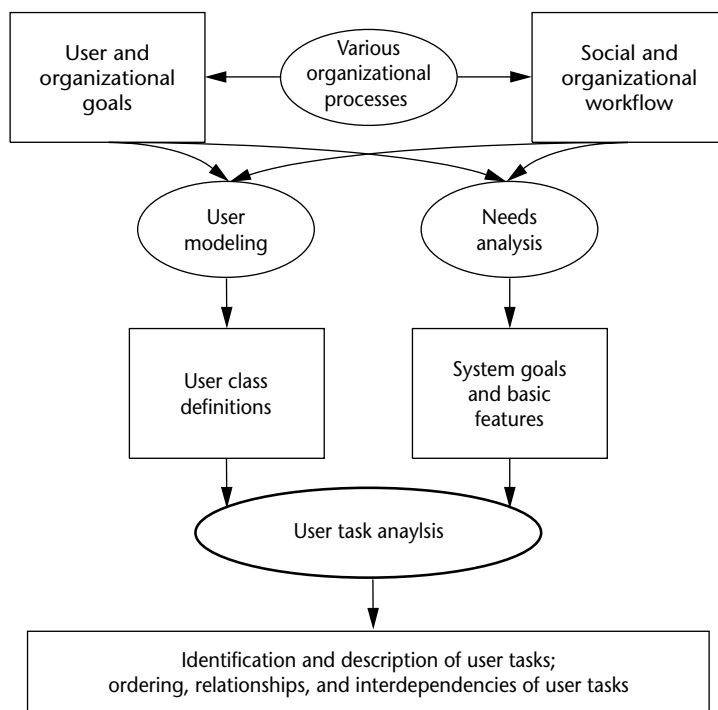 User and
organizational
goals
Various
organizational
processes
Social and
organizational
workflow
User
modeling
Needs
analysis
User class
definitions
System goals
and basic
features
User task anaylsis
Identification and description of user tasks;
ordering, relationships, and interdependencies of user tasks